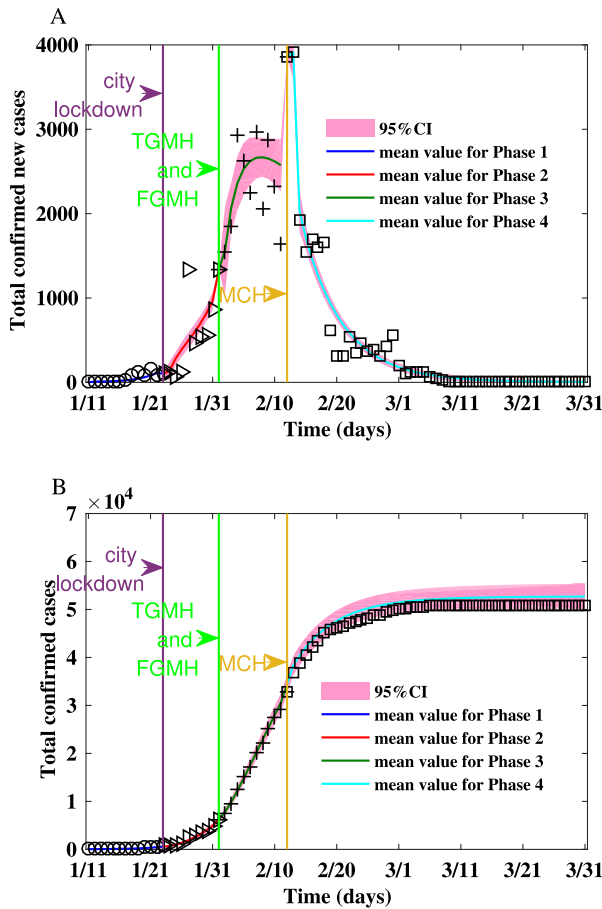 A
4000
3000
2000
1000
0
Total confirmed new cases
city
lockdown
TGMH
and
FGMH
MCH
95%CI
mean value for Phase 1
mean value for Phase 2
mean value for Phase 3
mean value for Phase 4
1/11 1/21 1/31 2/10 2/20 3/1 3/11 3/21 3/31
Time (days)
B
×10⁴
7
6
5
4
3
2
1
0
Total confirmed cases
city
lockdown
TGMH
and
FGMH
MCH
95%CI
mean value for Phase 1
mean value for Phase 2
mean value for Phase 3
mean value for Phase 4
1/11 1/21 1/31 2/10 2/20 3/1 3/11 3/21 3/31
Time (days)